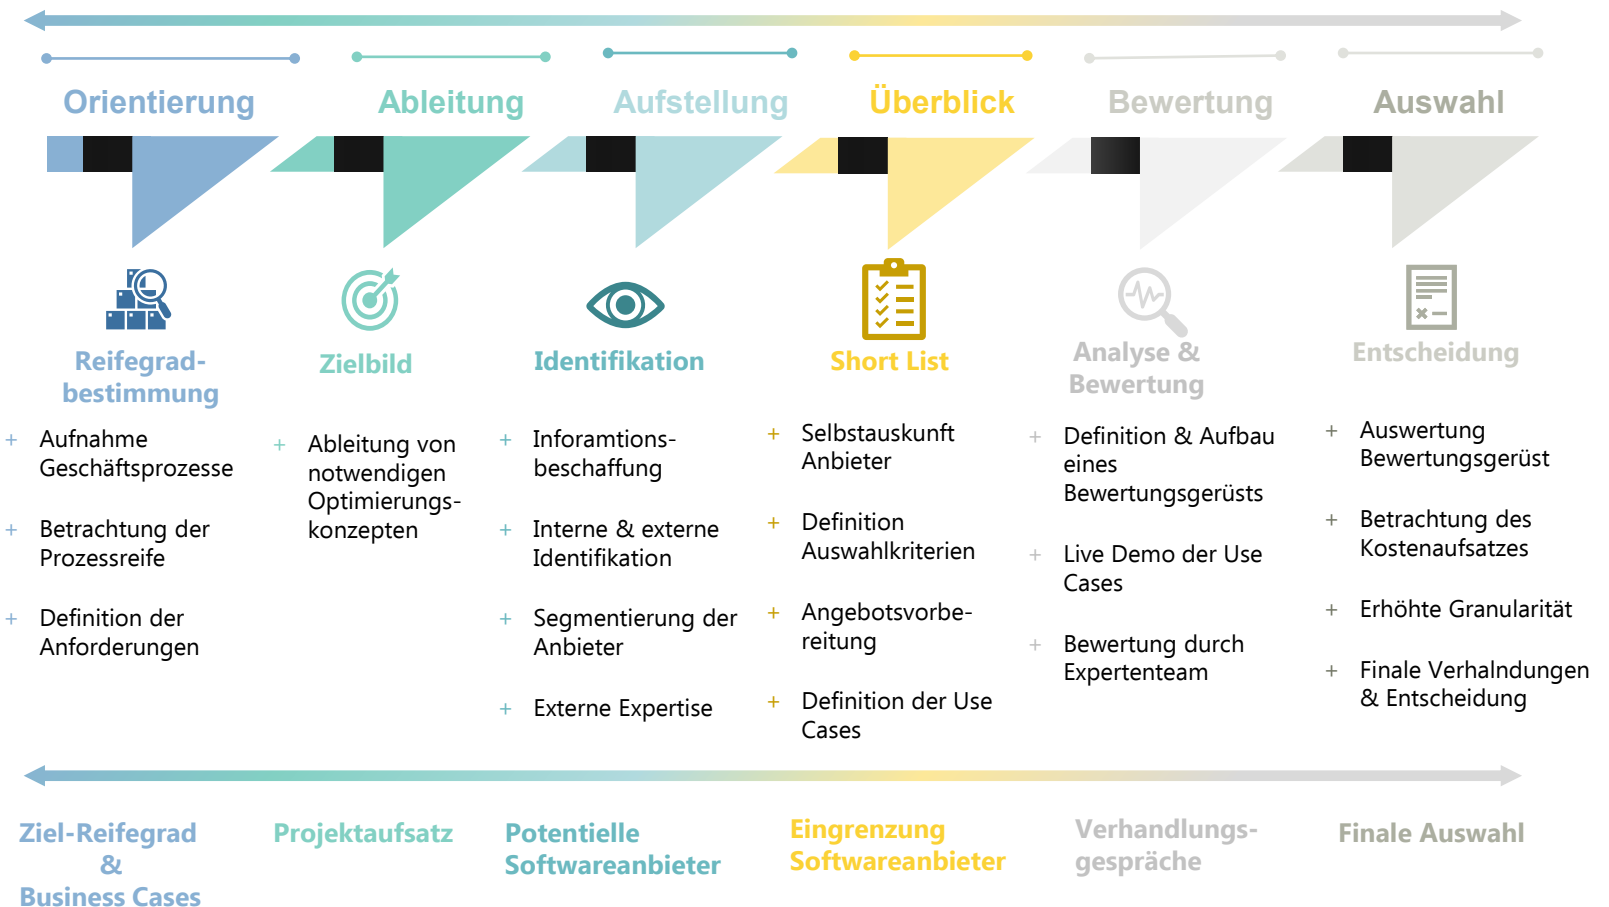 Orientierung
Ableitung
Aufstellung
Überblick
Bewertung
Auswahl
Reifegrad-
bestimmung
Zielbild
Identifikation
Short List
Analyse &
Bewertung
Entscheidung
+ Aufnahme
Geschäftsprozesse
+ Betrachtung der
Prozessreife
+ Definition der
Anforderungen
+ Ableitung von
notwendigen
Optimierungs-
konzepten
+ Inforamtions-
beschaffung
+ Interne & externe
Identifikation
+ Segmentierung der
Anbieter
+ Externe Expertise
+ Selbstauskunft
Anbieter
+ Definition
Auswahlkriterien
+ Angebotsvorbe-
reitung
+ Definition der Use
Cases
+ Definition & Aufbau
eines
Bewertungsgerüsts
+ Live Demo der Use
Cases
+ Bewertung durch
Expertenteam
+ Auswertung
Bewertungsgerüst
+ Betrachtung des
Kostenaufsatzes
+ Erhöhte Granularität
+ Finale Verhalndungen
& Entscheidung
Ziel-Reifegrad
&
Business Cases
Projektaufsatz
Potentielle
Softwareanbieter
Eingrenzung
Softwareanbieter
Verhandlungs-
gespräche
Finale Auswahl